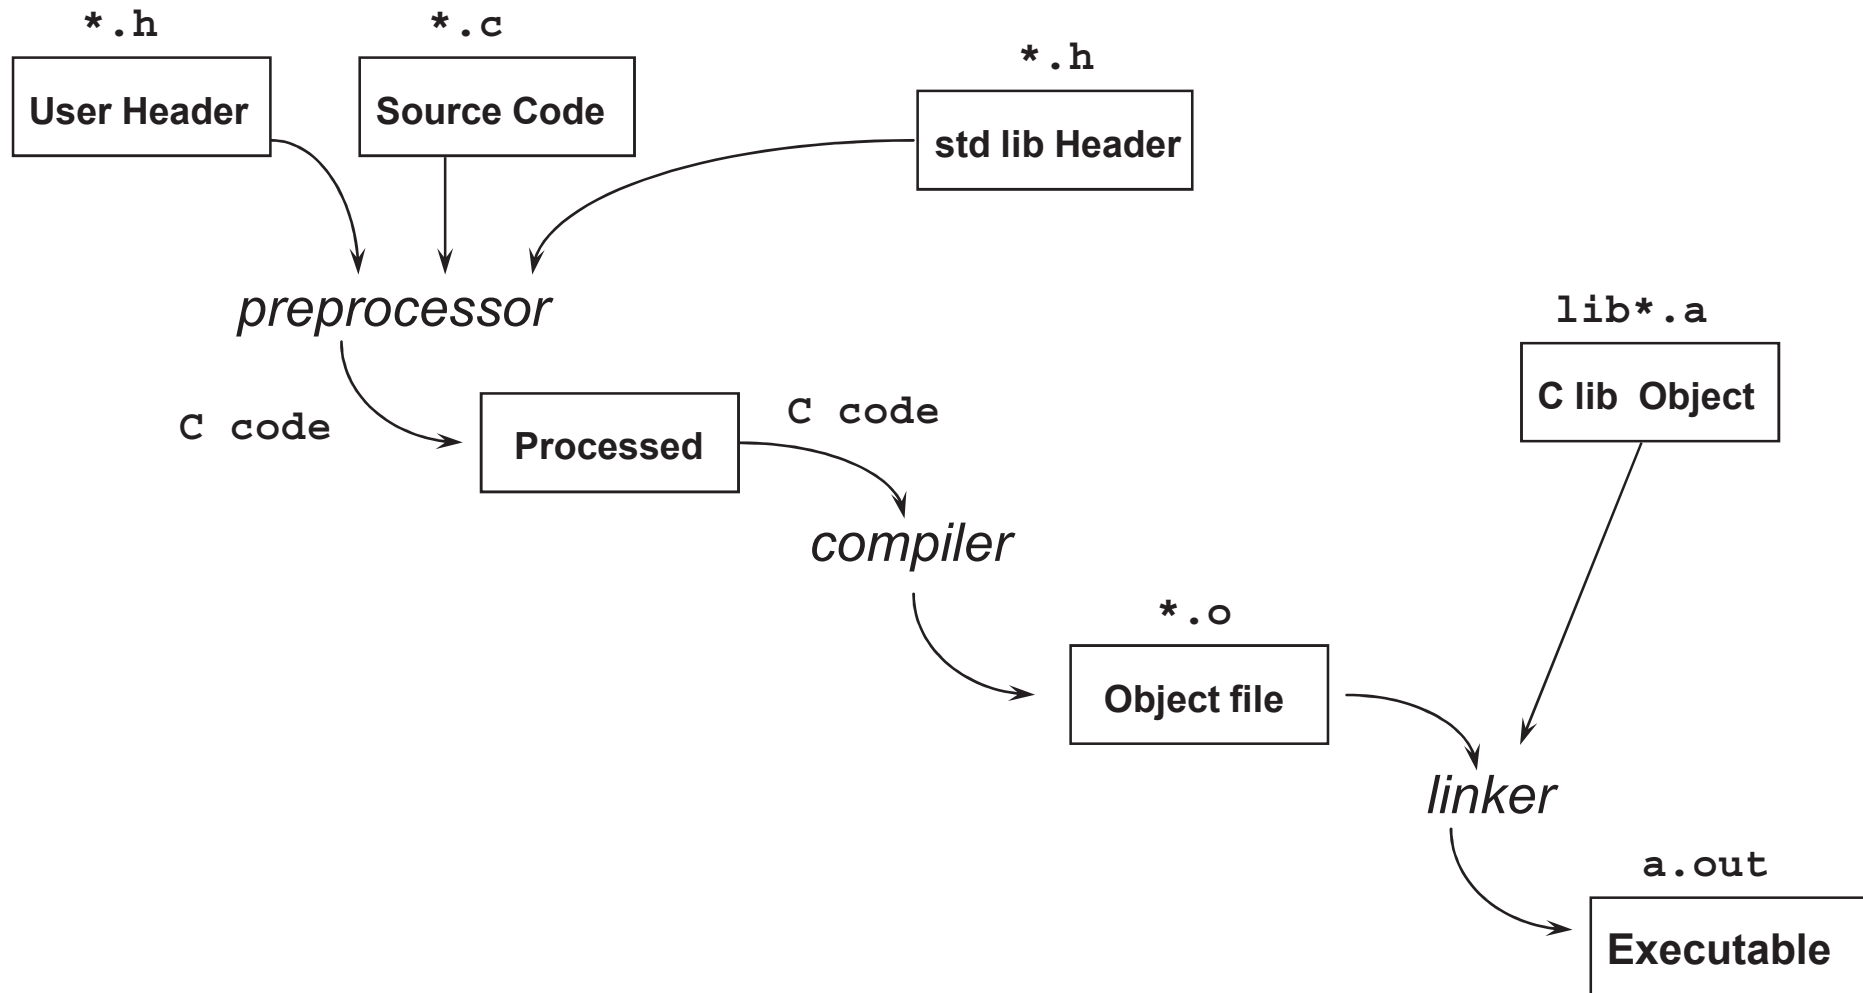 *.h
User Header
*.c
Source Code
*.h
std lib Header
preprocessor
C code
Processed
C code
compiler
lib*.a
C lib Object
*.o
Object file
linker
a.out
Executable